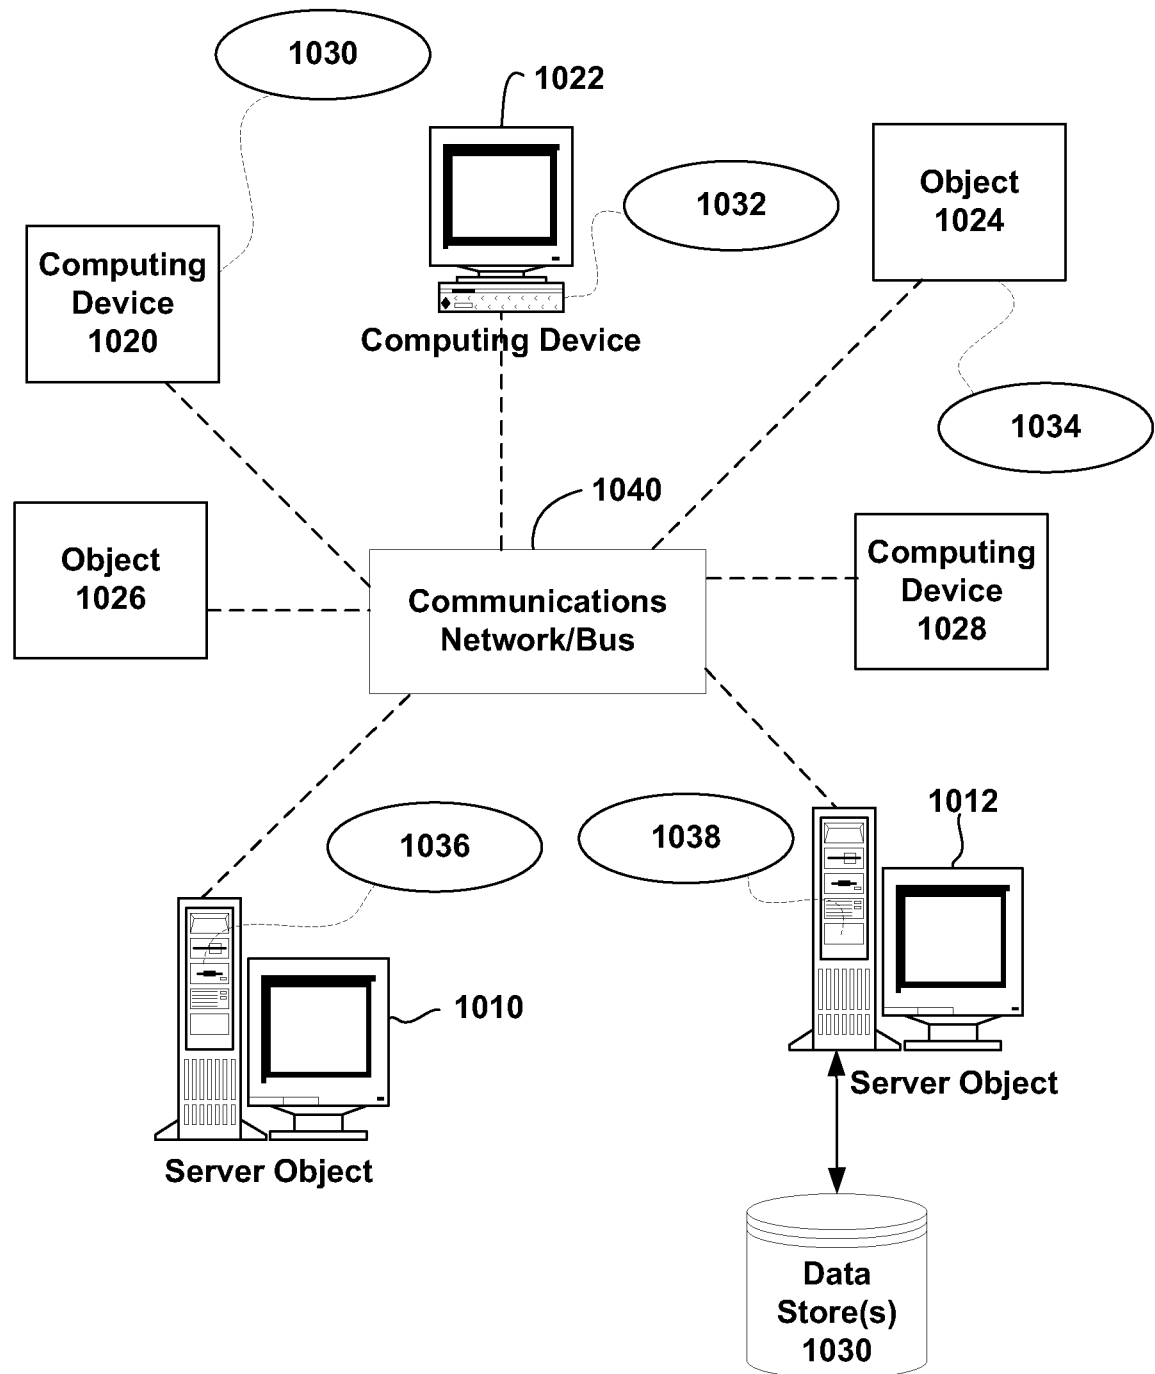 1030
1022
1032
Object
1024
Computing
Device
1020
Computing Device
1034
1040
Object
1026
Communications
Network/Bus
Computing
Device
1028
1036
1038
1012
1010
Server Object
Server Object
Data
Store(s)
1030